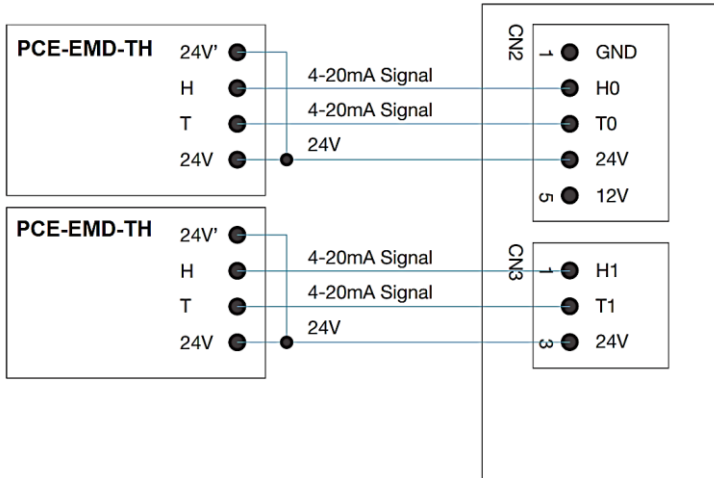 PCE-EMD-TH
24V'
H
T
24V
4-20mA Signal
4-20mA Signal
24V
CN2
1
5
GND
H0
T0
24V
12V
PCE-EMD-TH
24V'
H
T
24V
4-20mA Signal
4-20mA Signal
24V
CN3
1
3
H1
T1
24V